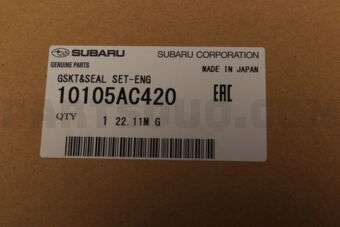 SUBARU SUBARU CORPORATION
GENUINE PARTS MADE IN JAPAN
GSKT&SEAL SET-ENG
10105AC420 EAC
QTY 1 22.11M G